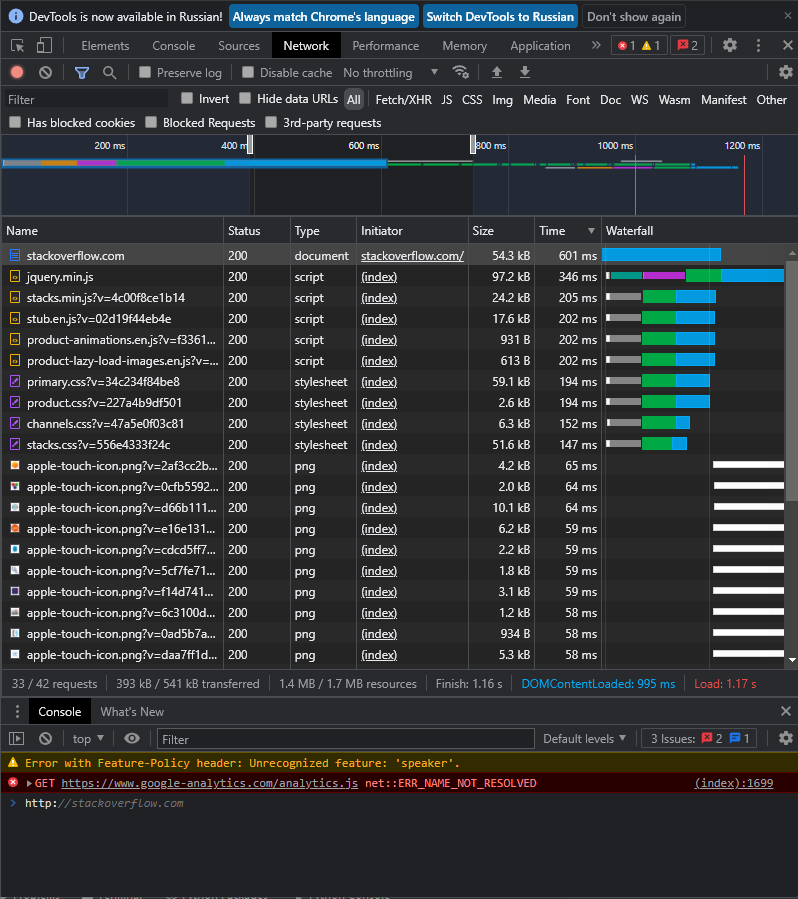 DevTools is now available in Russian! Always match Chrome's language Switch DevTools to Russian Don't show again
Elements Console Sources Network Performance Memory Application » 1 1 2
Preserve log Disable cache No throttling
Filter Invert Hide data URLs All Fetch/XHR JS CSS Img Media Font Doc WS Wasm Manifest Other
Has blocked cookies Blocked Requests 3rd-party requests
200 ms 400 m 600 ms 800 ms 1000 ms 1200 ms
Name Status Type Initiator Size Time Waterfall
stackoverflow.com 200 document stackoverflow.com/ 54.3 kB 601 ms
jquery.min.js 200 script (index) 97.2 kB 346 ms
stacks.min.js?v=4c00f8ce1b14 200 script (index) 24.2 kB 205 ms
stub.en.js?v=02d19f44eb4e 200 script (index) 17.6 kB 202 ms
product-animations.en.js?v=f3361... 200 script (index) 931 B 202 ms
product-lazy-load-images.en.js?v=... 200 script (index) 613 B 202 ms
primary.css?v=34c234f84be8 200 stylesheet (index) 59.1 kB 194 ms
product.css?v=227a4b9df501 200 stylesheet (index) 2.6 kB 194 ms
channels.css?v=47a5e0f03c81 200 stylesheet (index) 6.3 kB 152 ms
stacks.css?v=556e4333f24c 200 stylesheet (index) 51.6 kB 147 ms
apple-touch-icon.png?v=2af3cc2b... 200 png (index) 4.2 kB 65 ms
apple-touch-icon.png?v=0cfb5592... 200 png (index) 2.0 kB 64 ms
apple-touch-icon.png?v=d66b111... 200 png (index) 10.1 kB 64 ms
apple-touch-icon.png?v=e16e131... 200 png (index) 6.2 kB 59 ms
apple-touch-icon.png?v=cdcd5ff7... 200 png (index) 2.2 kB 59 ms
apple-touch-icon.png?v=5cf7fe71... 200 png (index) 1.8 kB 59 ms
apple-touch-icon.png?v=f14d741... 200 png (index) 3.1 kB 59 ms
apple-touch-icon.png?v=6c3100d... 200 png (index) 1.2 kB 58 ms
apple-touch-icon.png?v=0ad5b7a... 200 png (index) 934 B 58 ms
apple-touch-icon.png?v=daa7ff1d... 200 png (index) 5.3 kB 58 ms
33 / 42 requests 393 kB / 541 kB transferred 1.4 MB / 1.7 MB resources Finish: 1.16 s DOMContentLoaded: 995 ms Load: 1.17 s
Console What's New
top Filter Default levels 3 Issues: 2 1
Error with Feature-Policy header: Unrecognized feature: 'speaker'.
GET https://www.google-analytics.com/analytics.js net::ERR_NAME_NOT_RESOLVED (index):1699
http://stackoverflow.com